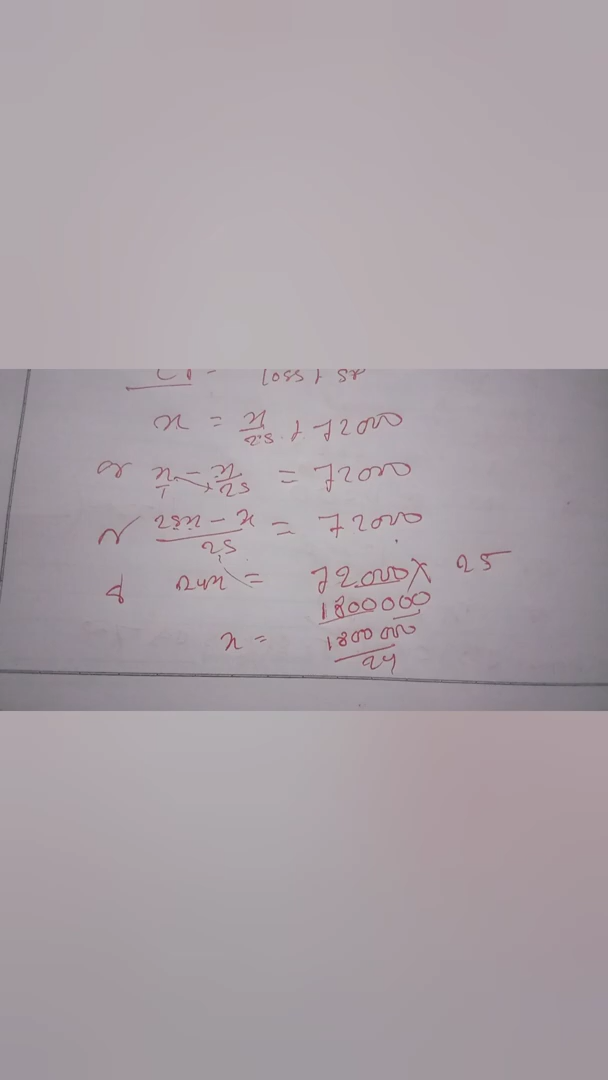 CP = loss + SP
x = x/25 + 72000
or x/1 - x/25 = 72000
or 25x - x/25 = 72000
24x = 72000 X 25
1800000
x = 1800000/24